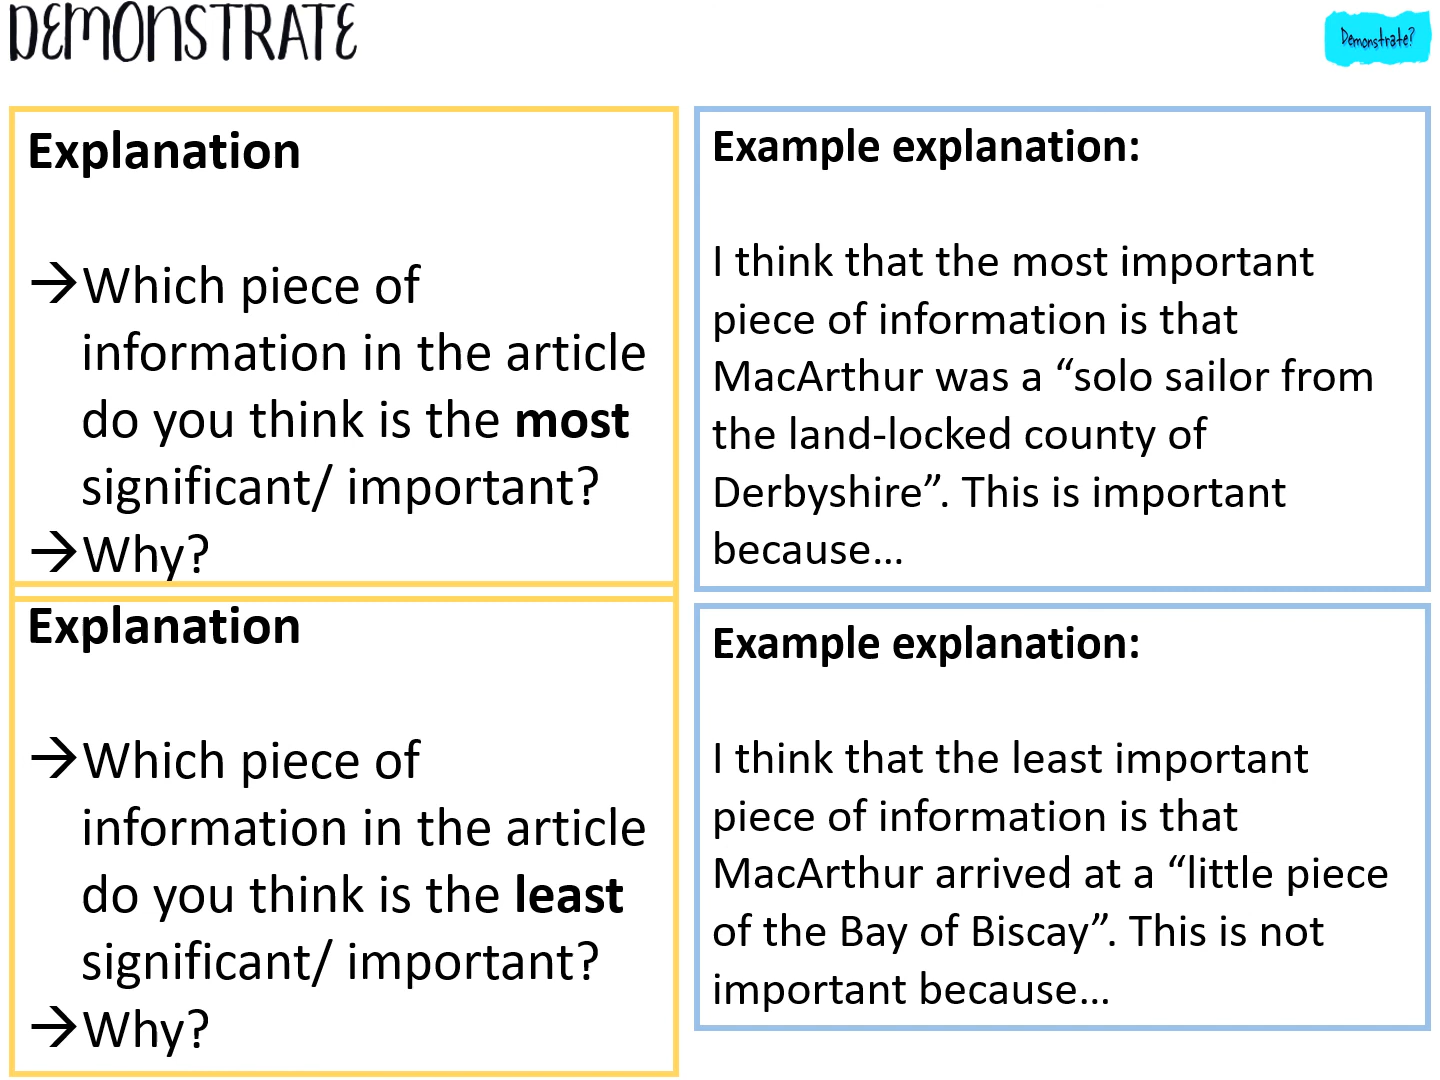 DEMONSTRATE
Demonstrate?
Explanation
→Which piece of
information in the article
do you think is the most
significant/ important?
→Why?
Example explanation:
I think that the most important
piece of information is that
MacArthur was a “solo sailor from
the land-locked county of
Derbyshire”. This is important
because…
Explanation
→Which piece of
information in the article
do you think is the least
significant/ important?
→Why?
Example explanation:
I think that the least important
piece of information is that
MacArthur arrived at a “little piece
of the Bay of Biscay”. This is not
important because…